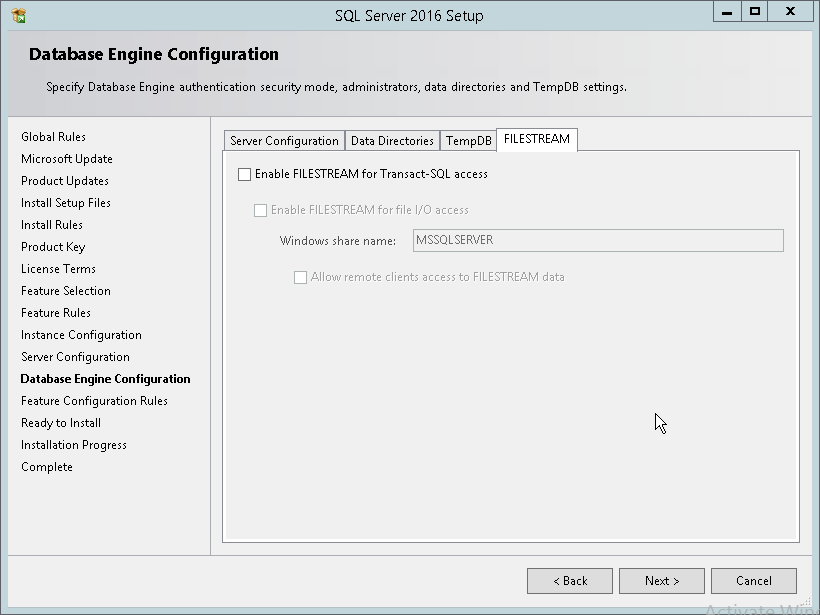 SQL Server 2016 Setup
Database Engine Configuration
Specify Database Engine authentication security mode, administrators, data directories and TempDB settings.
Global Rules
Microsoft Update
Product Updates
Install Setup Files
Install Rules
Product Key
License Terms
Feature Selection
Feature Rules
Instance Configuration
Server Configuration
Database Engine Configuration
Feature Configuration Rules
Ready to Install
Installation Progress
Complete
Server Configuration Data Directories TempDB FILESTREAM
Enable FILESTREAM for Transact-SQL access
Enable FILESTREAM for file I/O access
Windows share name: MSSQLSERVER
Allow remote clients access to FILESTREAM data
< Back Next > Cancel
Activate